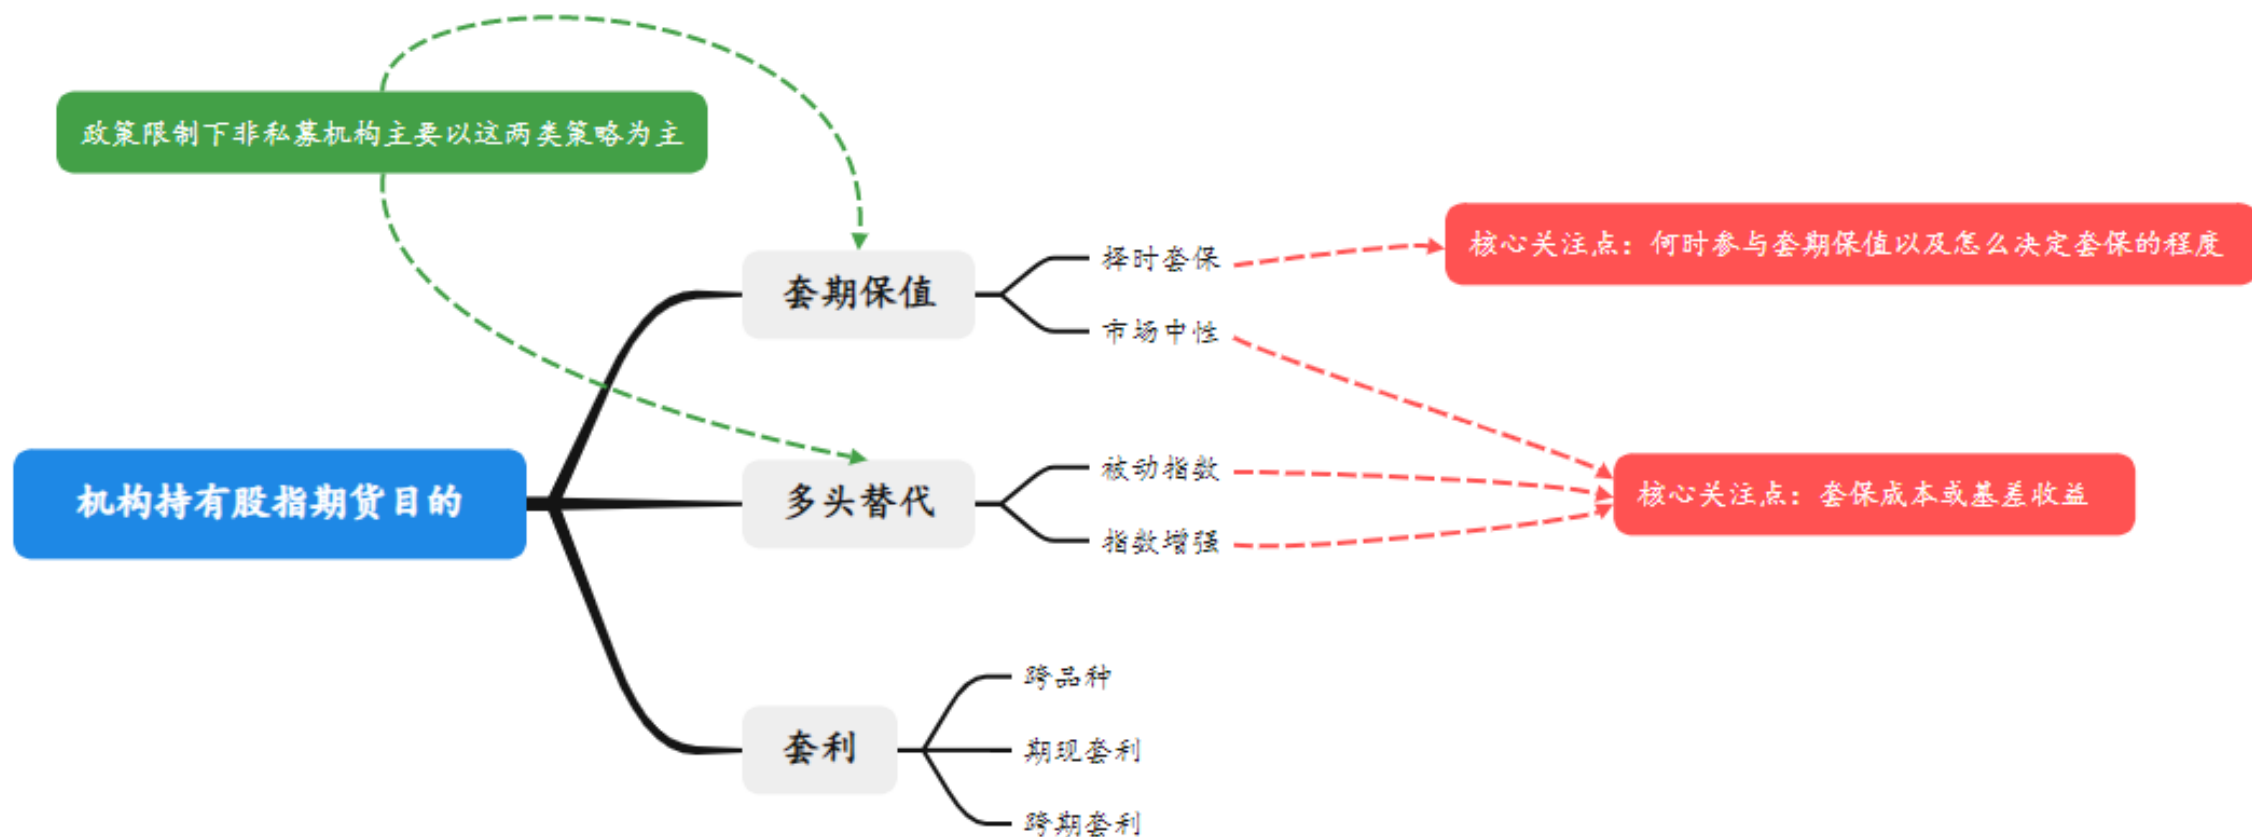 政策限制下非私募机构主要以这两类策略为主
机构持有股指期货目的
套期保值
择时套保
市场中性
核心关注点：何时参与套期保值以及怎么决定套保的程度
多头替代
被动指数
指数增强
核心关注点：套保成本或基差收益
套利
跨品种
期现套利
跨期套利